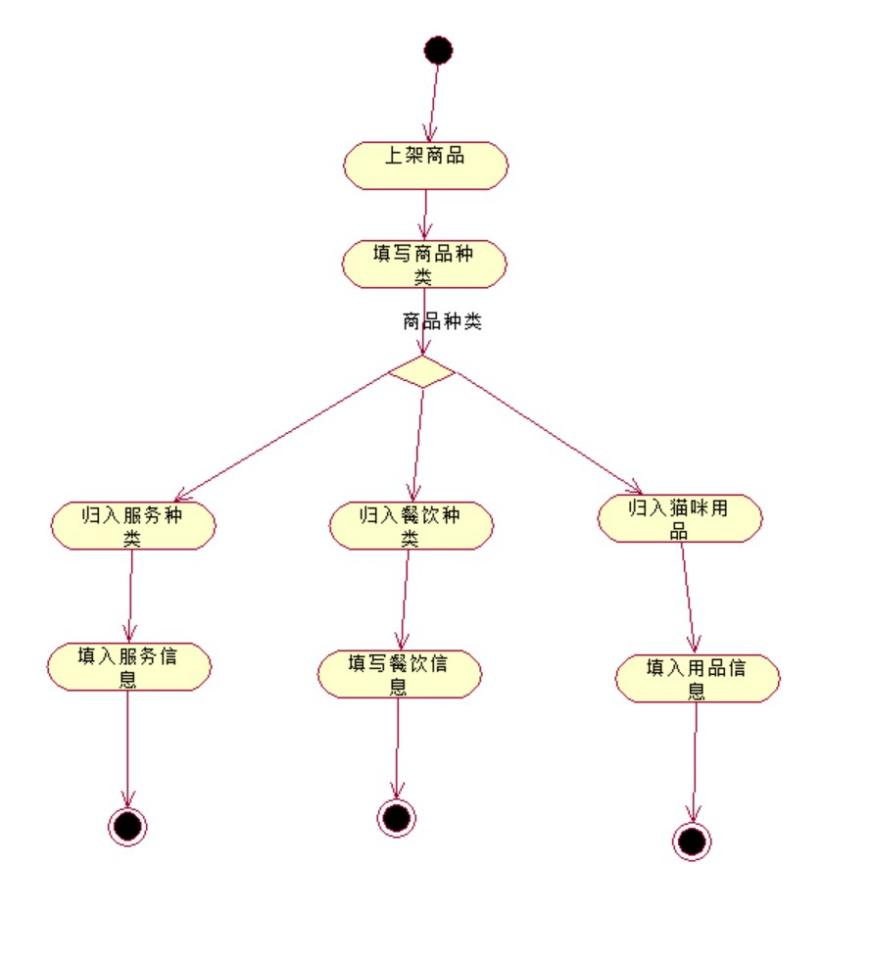 上架商品
填写商品种
类
商品种类
归入服务种
类
归入餐饮种
类
归入猫咪用
品
填入服务信
息
填写餐饮信
息
填入用品信
息